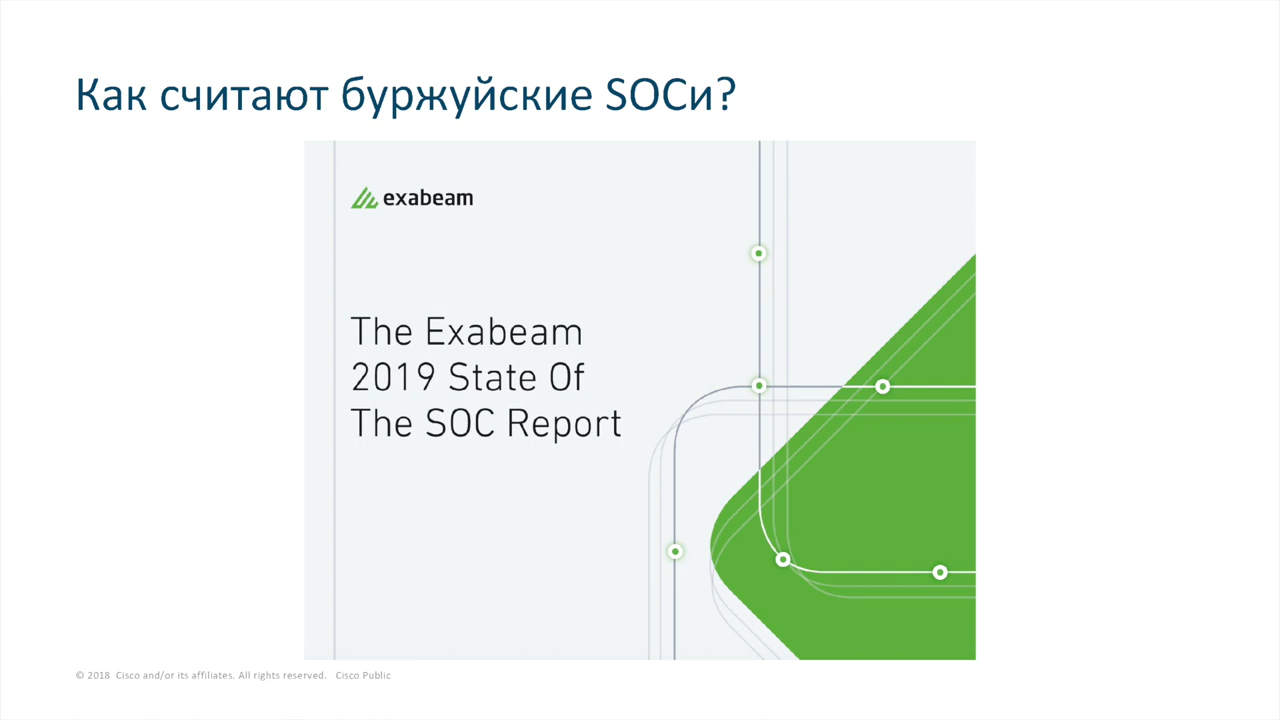 Как считают буржуйские SOCи?
exabeam
The Exabeam
2019 State Of
The SOC Report
© 2018 Cisco and/or its affiliates. All rights reserved. Cisco Public